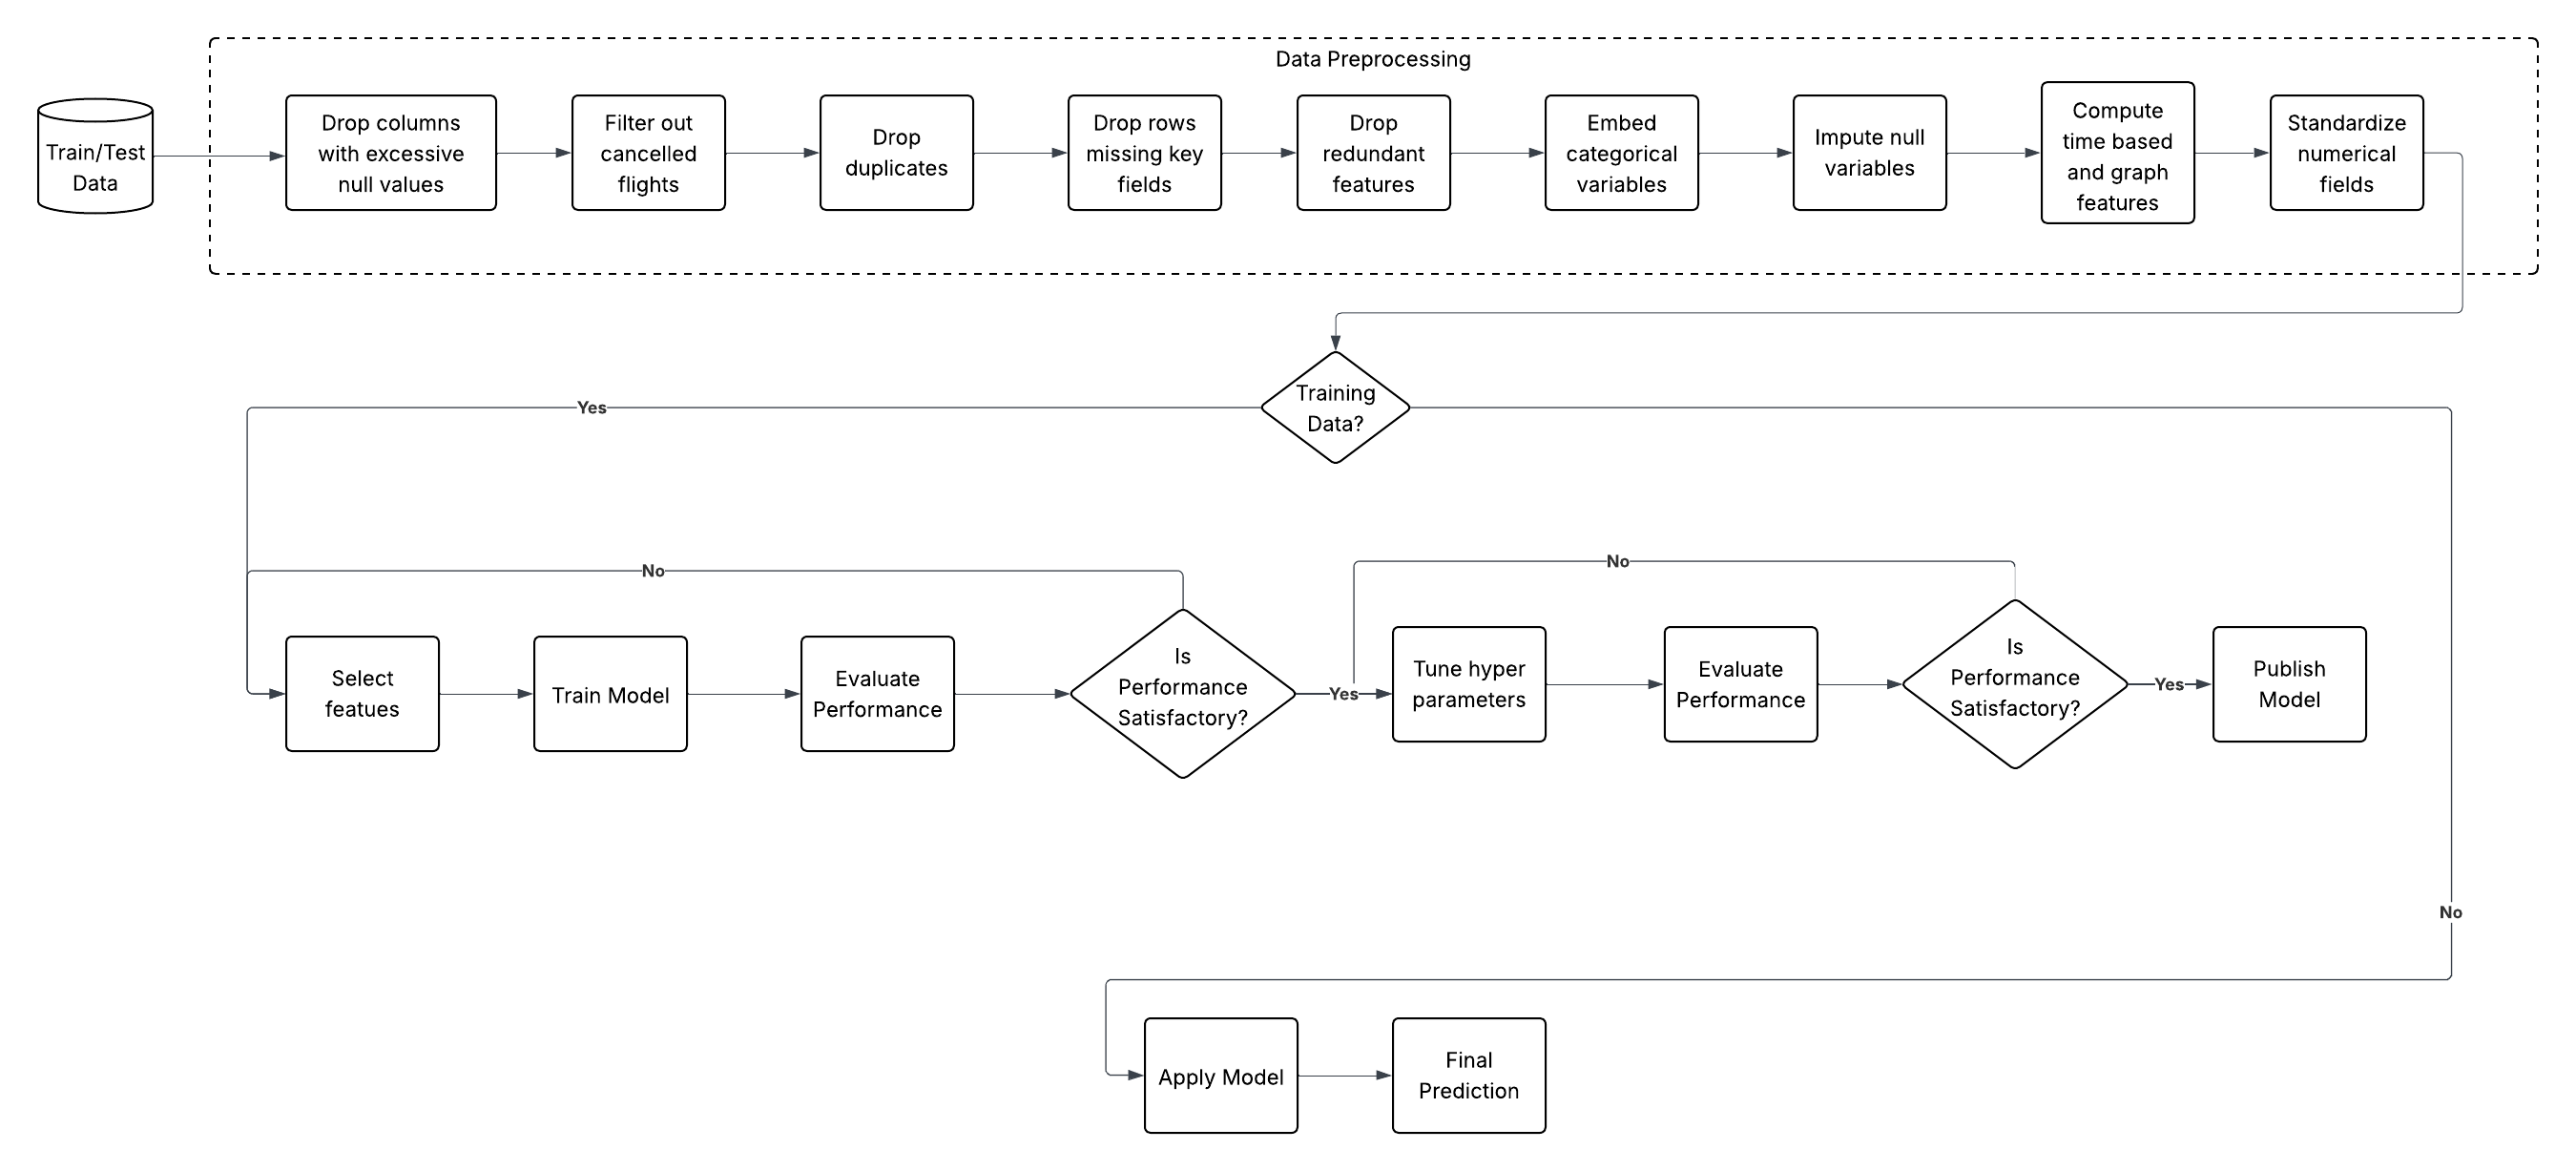 Data Preprocessing
Train/Test
Data
Drop columns
with excessive
null values
Filter out
cancelled
flights
Drop
duplicates
Drop rows
missing key
fields
Drop
redundant
features
Embed
categorical
variables
Impute null
variables
Compute
time based
and graph
features
Standardize
numerical
fields
Training
Data?
Yes
No
No
Select
featues
Train Model
Evaluate
Performance
Is
Performance
Satisfactory?
Yes
Tune hyper
parameters
Evaluate
Performance
Is
Performance
Satisfactory?
Yes
Publish
Model
No
Apply Model
Final
Prediction